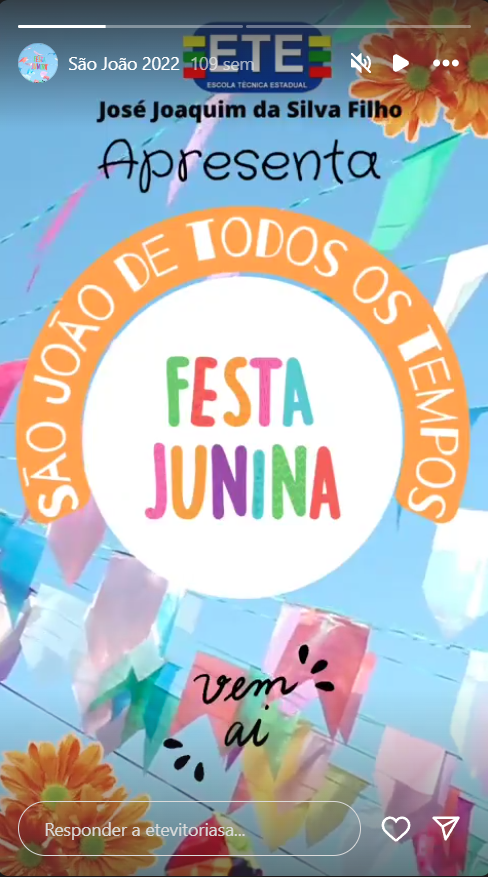 São João 2022 109 sem
ETE
ESCOLA TÉCNICA ESTADUAL
José Joaquim da Silva Filho
Apresenta
SÃO JOÃO DE TODOS OS TEMPOS
FESTA
JUNINA
vem
ai
Responder a etevitoriasa...